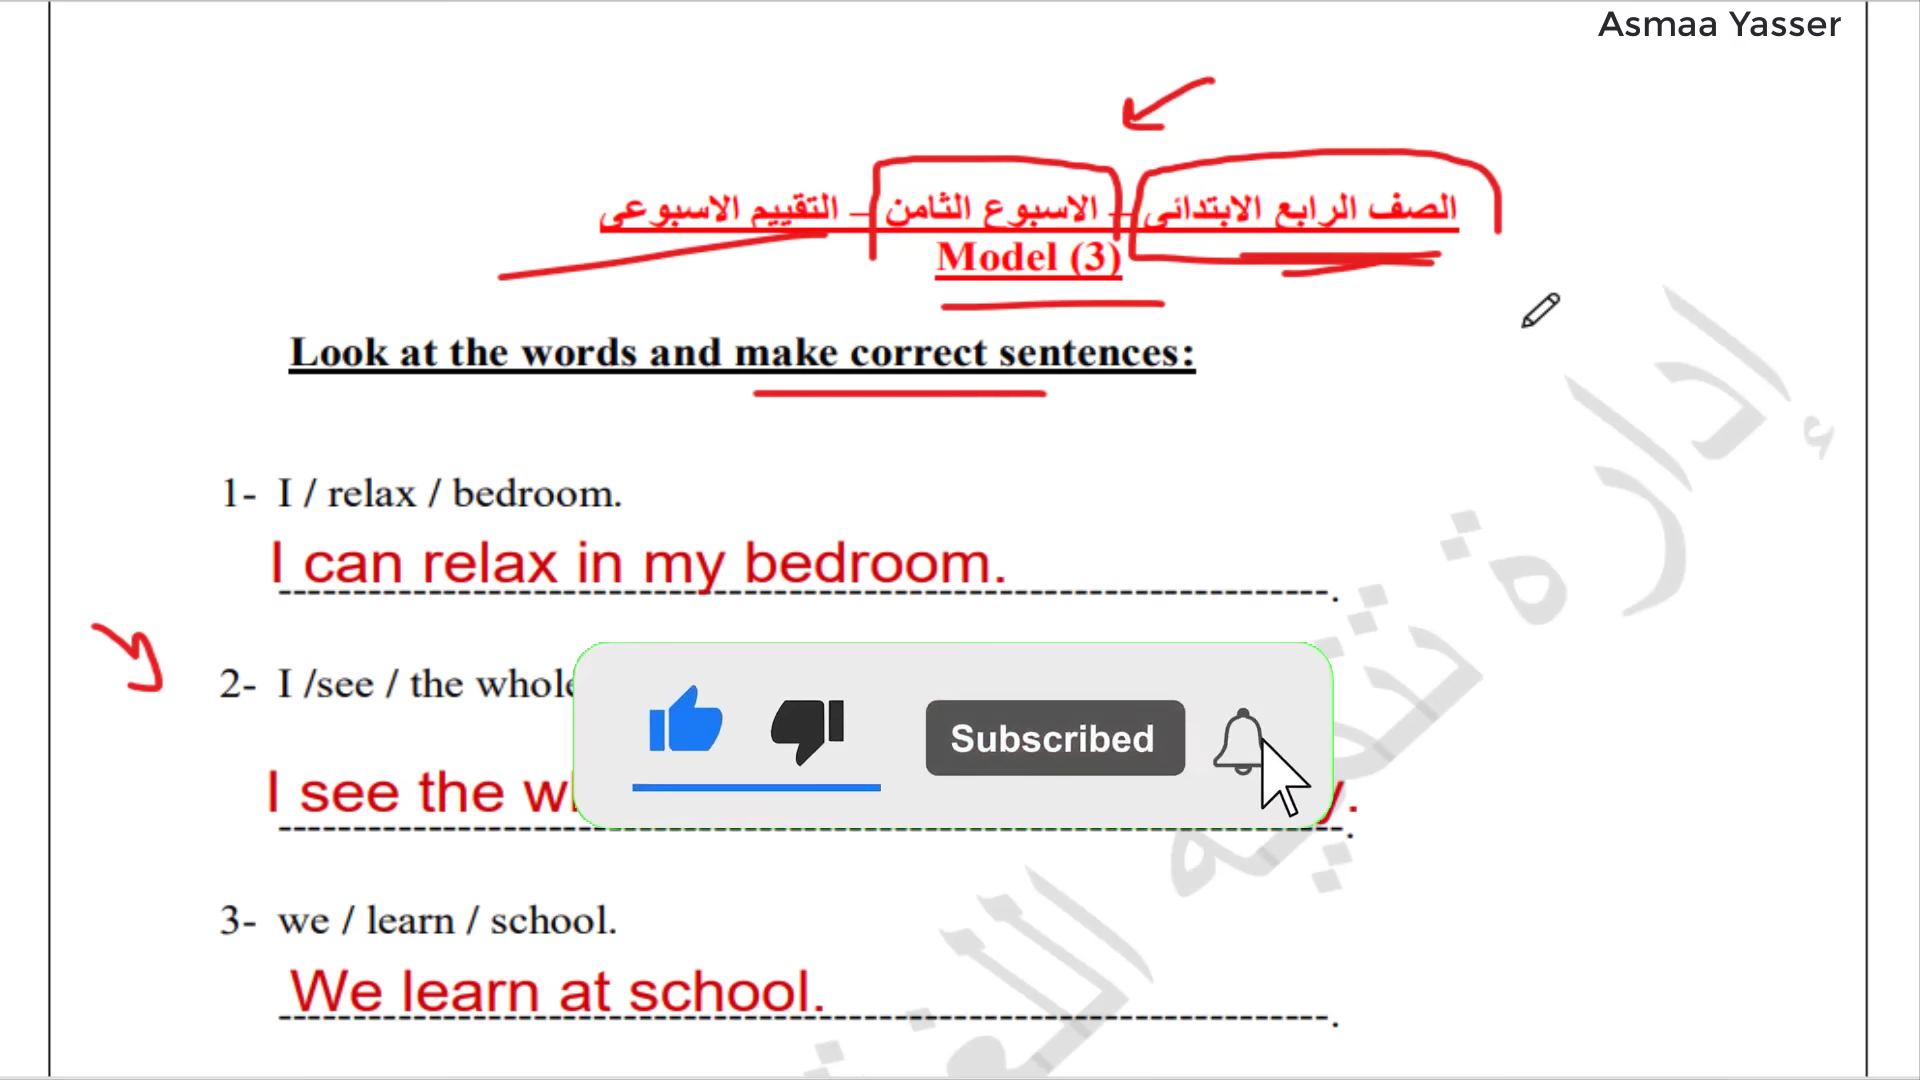 Asmaa Yasser
الصف الرابع الابتدائى – الاسبوع الثامن – التقييم الاسبوعى
Model (3)
Look at the words and make correct sentences:
1- I / relax / bedroom.
I can relax in my bedroom.
2- I /see / the whole
Subscribed
I see the
3- we / learn / school.
We learn at school.
إدارة